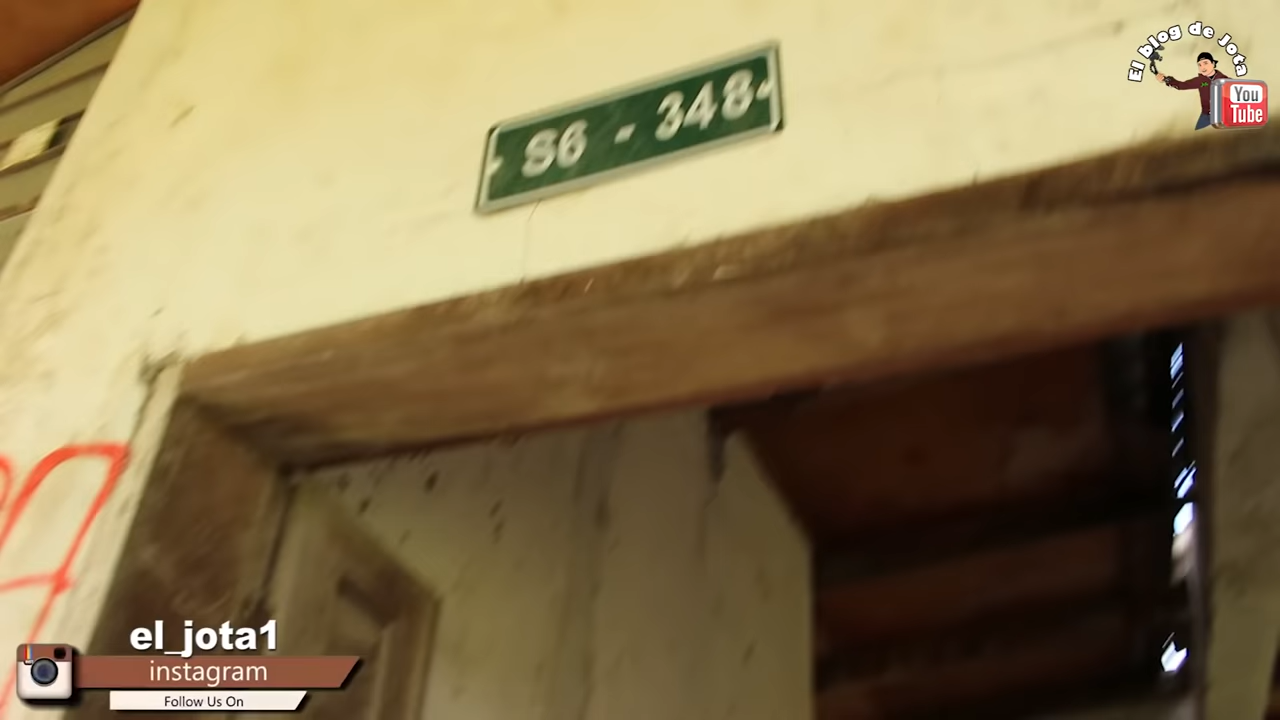 El blog de Jota
You
Tube
S6 - 348
el_jota1
instagram
Follow Us On